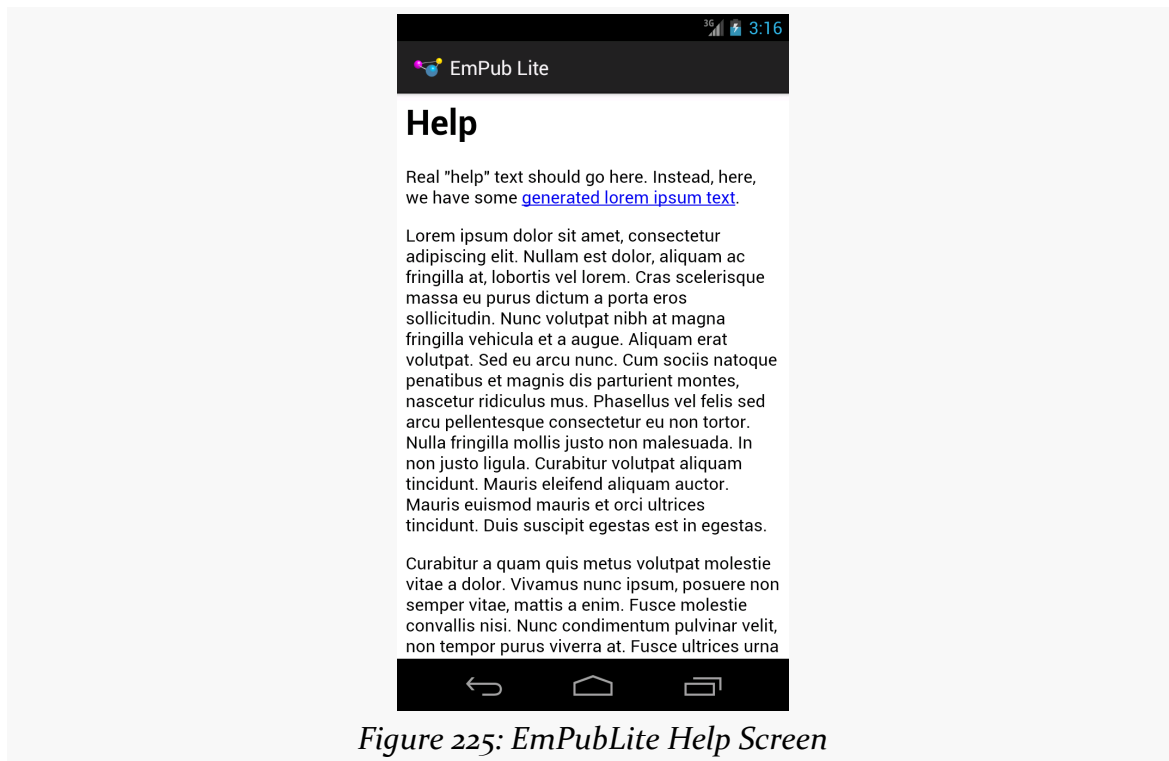 3G 3:16
EmPub Lite
Help
Real "help" text should go here. Instead, here,
we have some generated lorem ipsum text.
Lorem ipsum dolor sit amet, consectetur
adipiscing elit. Nullam est dolor, aliquam ac
fringilla at, lobortis vel lorem. Cras scelerisque
massa eu purus dictum a porta eros
sollicitudin. Nunc volutpat nibh at magna
fringilla vehicula et a augue. Aliquam erat
volutpat. Sed eu arcu nunc. Cum sociis natoque
penatibus et magnis dis parturient montes,
nascetur ridiculus mus. Phasellus vel felis sed
arcu pellentesque consectetur eu non tortor.
Nulla fringilla mollis justo non malesuada. In
non justo ligula. Curabitur volutpat aliquam
tincidunt. Mauris eleifend aliquam auctor.
Mauris euismod mauris et orci ultrices
tincidunt. Duis suscipit egestas est in egestas.
Curabitur a quam quis metus volutpat molestie
vitae a dolor. Vivamus nunc ipsum, posuere non
semper vitae, mattis a enim. Fusce molestie
convallis nisi. Nunc condimentum pulvinar velit,
non tempor purus viverra at. Fusce ultrices urna
Figure 225: EmPubLite Help Screen